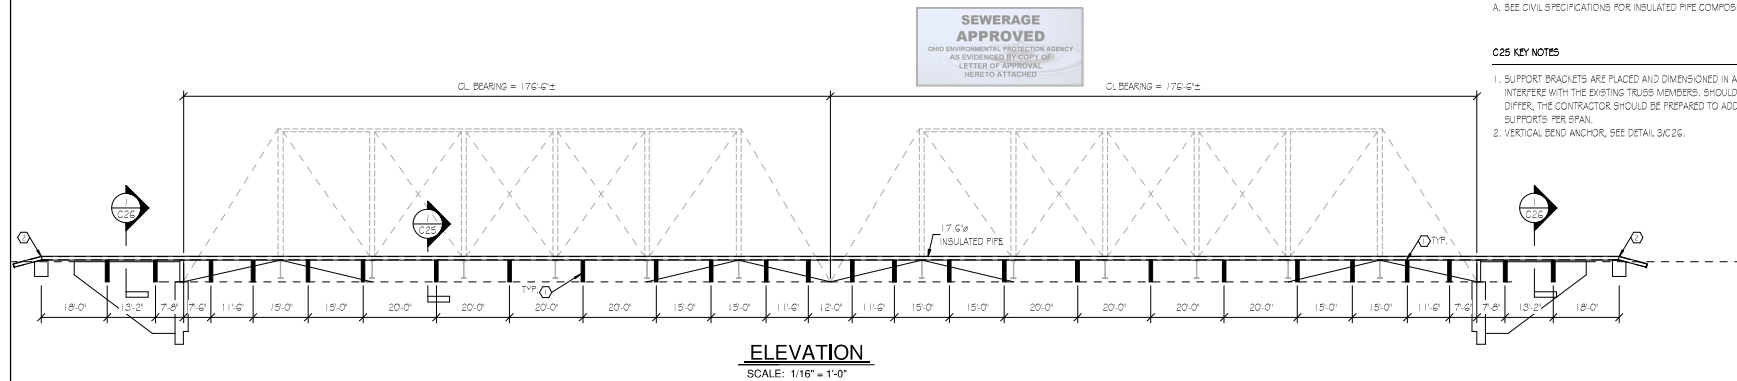 A. SEE CIVIL SPECIFICATIONS FOR INSULATED PIPE COMPOS
SEWERAGE
APPROVED
OHIO ENVIRONMENTAL PROTECTION AGENCY
AS EVIDENCED BY COPY OF
LETTER OF APPROVAL
HERETO ATTACHED
C25 KEY NOTES
1. SUPPORT BRACKETS ARE PLACED AND DIMENSIONED IN A
INTERFERE WITH THE EXISTING TRUSS MEMBERS. SHOULD
DIFFER, THE CONTRACTOR SHOULD BE PREPARED TO ADD
SUPPORTS PER SPAN.
2. VERTICAL BEND ANCHOR, SEE DETAIL 3/C26.
CL BEARING = 176'-6"±
CL BEARING = 176'-6"±
1
C26
1
C25
1
C26
2
17.6"ø
INSULATED PIPE
1 TYP.
2
TYP. 1
18'-0" 13'-2" 7'-8" 7'-6" 11'-6" 15'-0" 15'-0" 20'-0" 20'-0" 20'-0" 20'-0" 15'-0" 15'-0" 11'-6" 12'-0" 11'-6" 15'-0" 15'-0" 20'-0" 20'-0" 20'-0" 20'-0" 15'-0" 15'-0" 11'-6" 7'-6" 7'-8" 13'-2" 18'-0"
ELEVATION
SCALE: 1/16" = 1'-0"